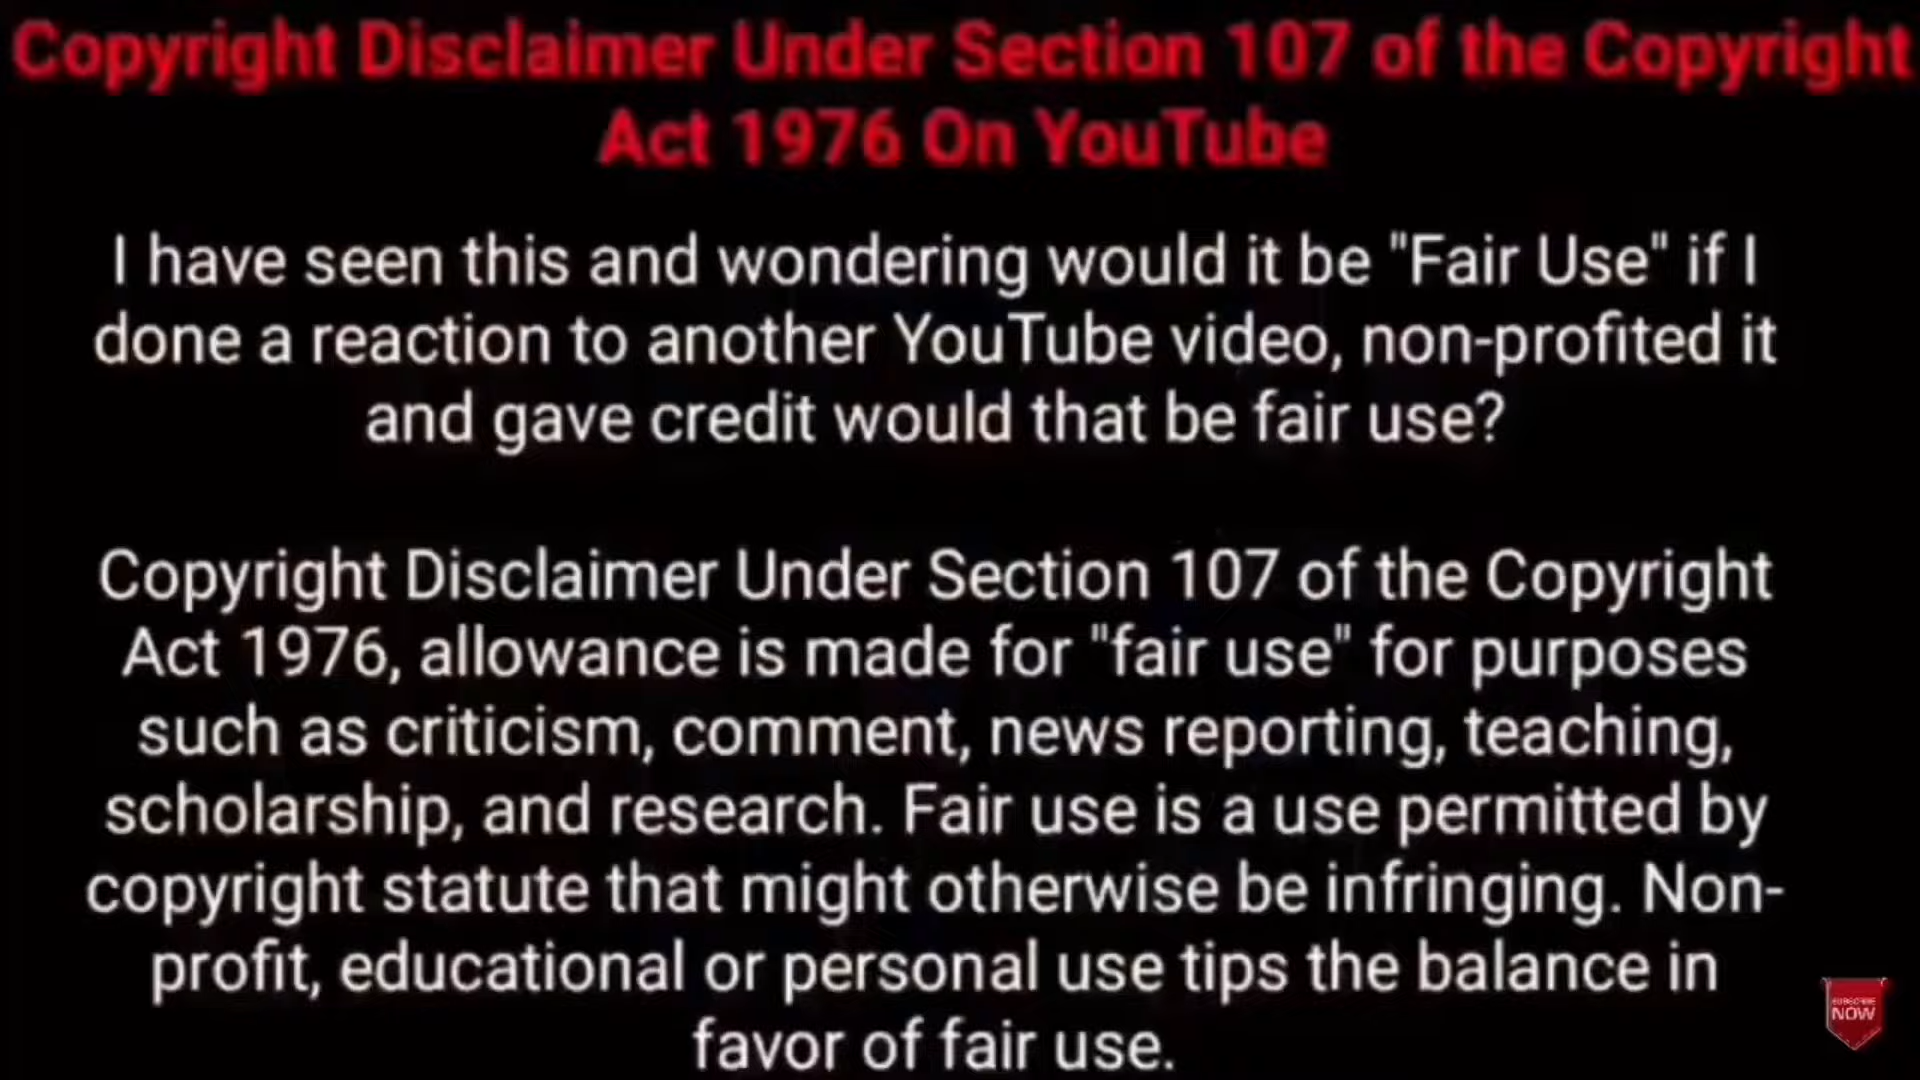 Copyright Disclaimer Under Section 107 of the Copyright
Act 1976 On YouTube
I have seen this and wondering would it be "Fair Use" if I
done a reaction to another YouTube video, non-profited it
and gave credit would that be fair use?
Copyright Disclaimer Under Section 107 of the Copyright
Act 1976, allowance is made for "fair use" for purposes
such as criticism, comment, news reporting, teaching,
scholarship, and research. Fair use is a use permitted by
copyright statute that might otherwise be infringing. Non-
profit, educational or personal use tips the balance in
favor of fair use.
SUBSCRIBE
NOW